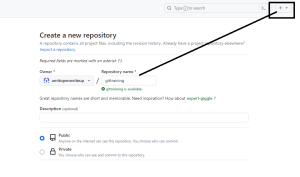 Type / to search
Create a new repository
A repository contains all project files, including the revision history. Already have a project repository elsewhere?
Import a repository.
Required fields are marked with an asterisk (*).
Owner * Repository name *
/ gittraining
gittraining is available.
Great repository names are short and memorable. Need inspiration? How about
Description (optional)
Public
Anyone on the internet can see this repository. You choose who can commit.
Private
You choose who can see and commit to this repository.